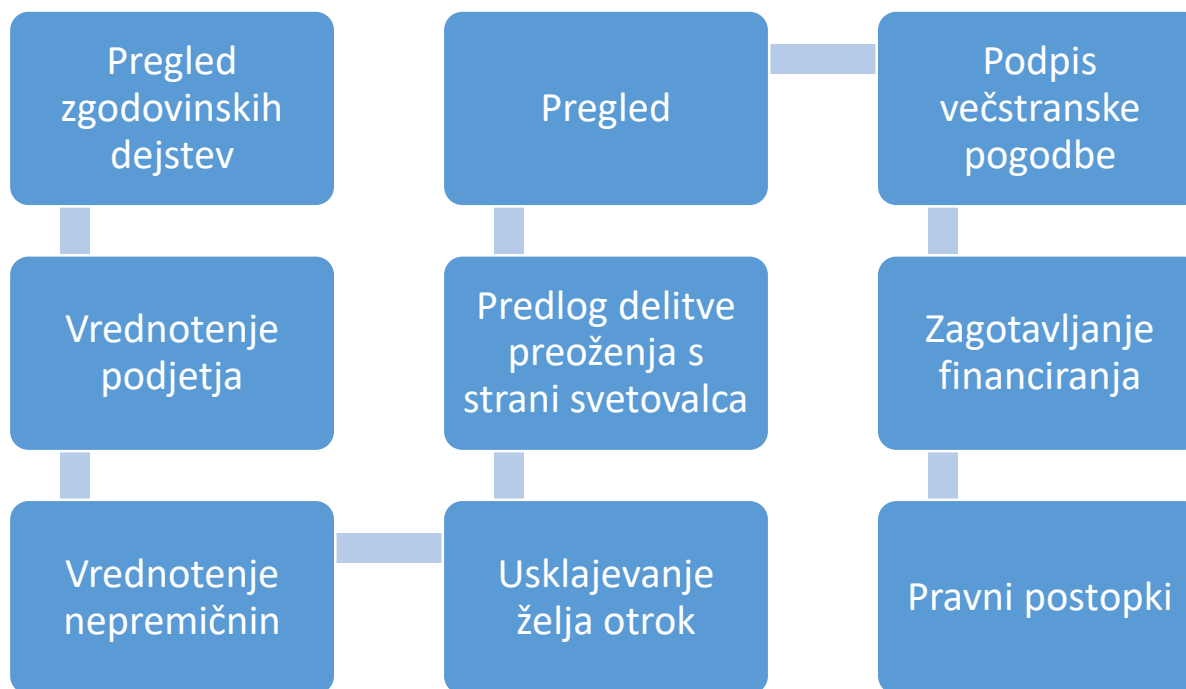 Pregled
zgodovinskih
dejstev
Vrednotenje
podjetja
Vrednotenje
nepremičnin
Usklajevanje
želja otrok
Predlog delitve
preoženja s
strani svetovalca
Pregled
Podpis
večstranske
pogodbe
Zagotavljanje
financiranja
Pravni postopki